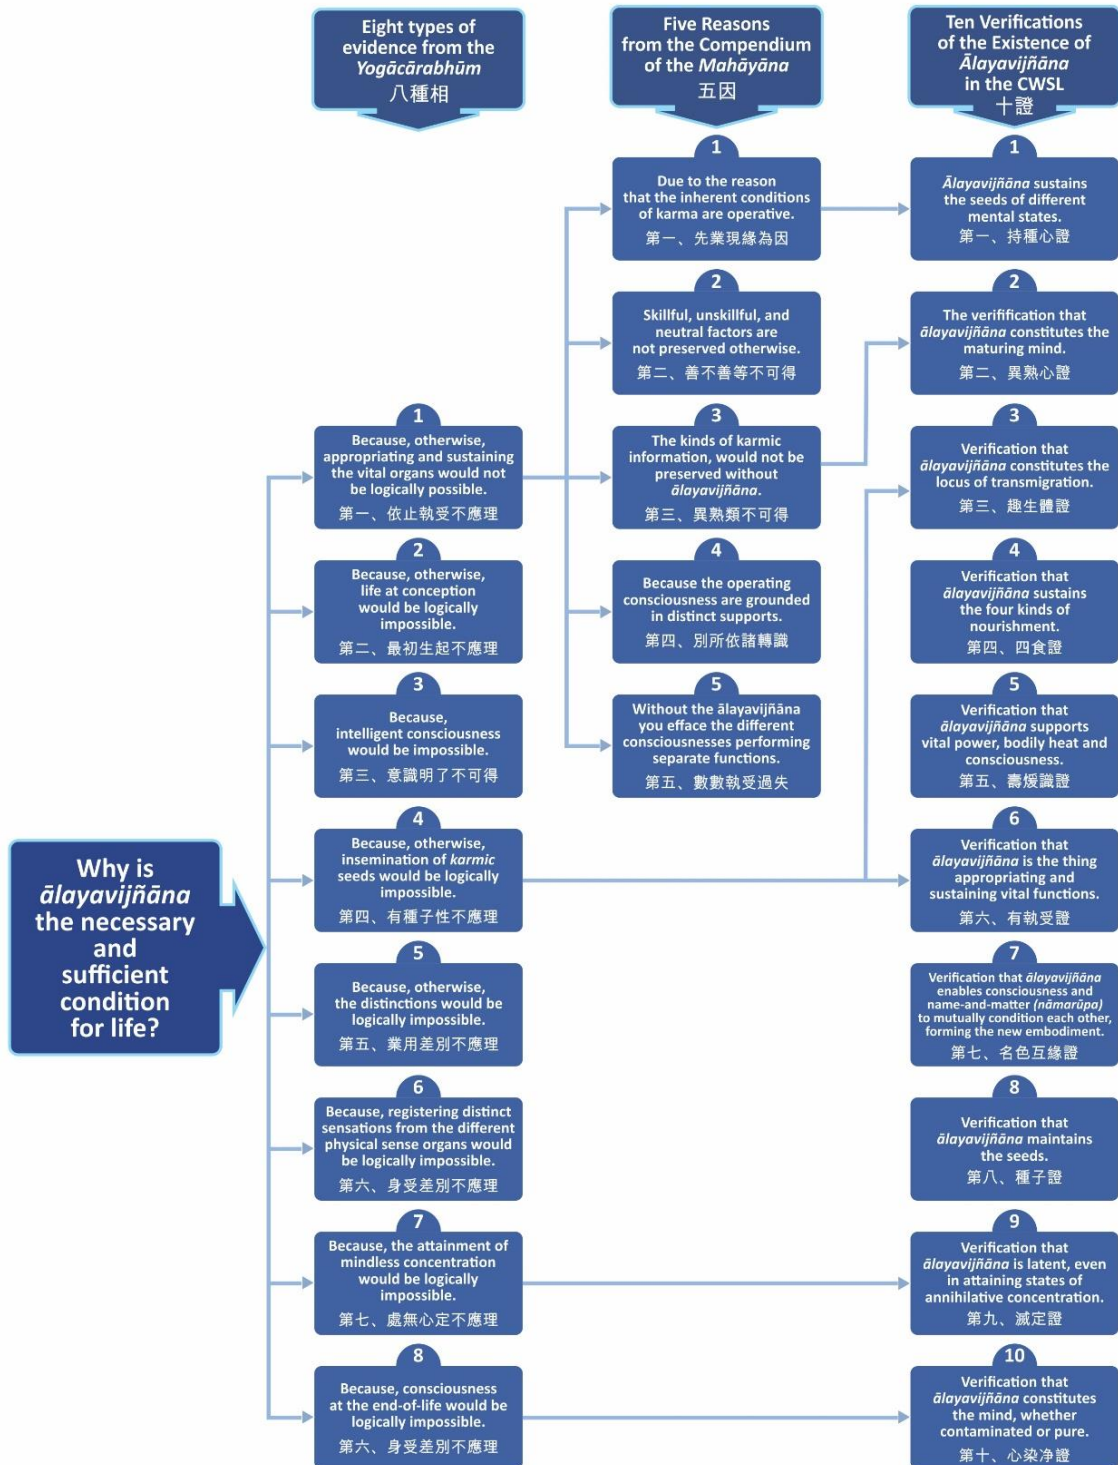 Eight types of
evidence from the
Yogācārabhūm
八種相
Five Reasons
from the Compendium
of the Mahāyāna
五因
Ten Verifications
of the Existence of
Ālayavijñāna
in the CWSL
十證
Why is
ālayavijñāna
the necessary
and
sufficient
condition
for life?
1
Because, otherwise,
appropriating and sustaining
the vital organs would not
be logically possible.
第一、依止執受不應理
2
Because, otherwise,
life at conception
would be logically
impossible.
第二、最初生起不應理
3
Because,
intelligent consciousness
would be impossible.
第三、意識明了不可得
4
Because, otherwise,
insemination of karmic
seeds would be logically
impossible.
第四、有種子性不應理
5
Because, otherwise,
the distinctions would be
logically impossible.
第五、業用差別不應理
6
Because, registering distinct
sensations from the different
physical sense organs would
be logically impossible.
第六、身受差別不應理
7
Because, the attainment of
mindless concentration
would be logically
impossible.
第七、處無心定不應理
8
Because, consciousness
at the end-of-life would be
logically impossible.
第六、身受差別不應理
1
Due to the reason
that the inherent conditions
of karma are operative.
第一、先業現緣為因
2
Skillful, unskillful, and
neutral factors are
not preserved otherwise.
第二、善不善等不可得
3
The kinds of karmic
information, would not be
preserved without
ālayavijñāna.
第三、異熟類不可得
4
Because the operating
consciousness are grounded
in distinct supports.
第四、別所依諸轉識
5
Without the ālayavijñāna
you efface the different
consciousnesses performing
separate functions.
第五、數數執受過失
1
Ālayavijñāna sustains
the seeds of different
mental states.
第一、持種心證
2
The verifification that
ālayavijñāna constitutes the
maturing mind.
第二、異熟心證
3
Verification that
ālayavijñāna constitutes the
locus of transmigration.
第三、趣生體證
4
Verification that
ālayavijñāna sustains
the four kinds of
nourishment.
第四、四食證
5
Verification that
ālayavijñāna supports
vital power, bodily heat and
consciousness.
第五、壽煖識證
6
Verification that
ālayavijñāna is the thing
appropriating and
sustaining vital functions.
第六、有執受證
7
Verification that ālayavijñāna
enables consciousness and
name-and-matter (nāmarūpa)
to mutually condition each other,
forming the new embodiment.
第七、名色互緣證
8
Verification that
ālayavijñāna maintains
the seeds.
第八、種子證
9
Verification that
ālayavijñāna is latent, even
in attaining states of
annihilative concentration.
第九、滅定證
10
Verification that
ālayavijñāna constitutes
the mind, whether
contaminated or pure.
第十、心染净證